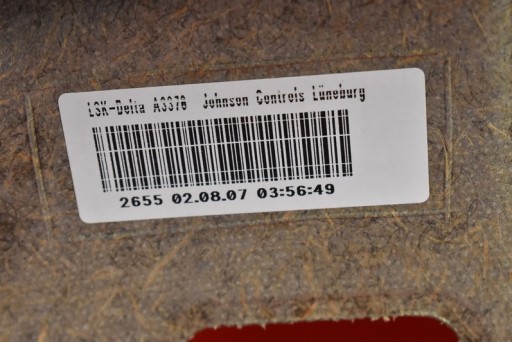 LSK-Delta A3370 Johnson Controls Lüneburg
2655 02.08.07 03:56:49